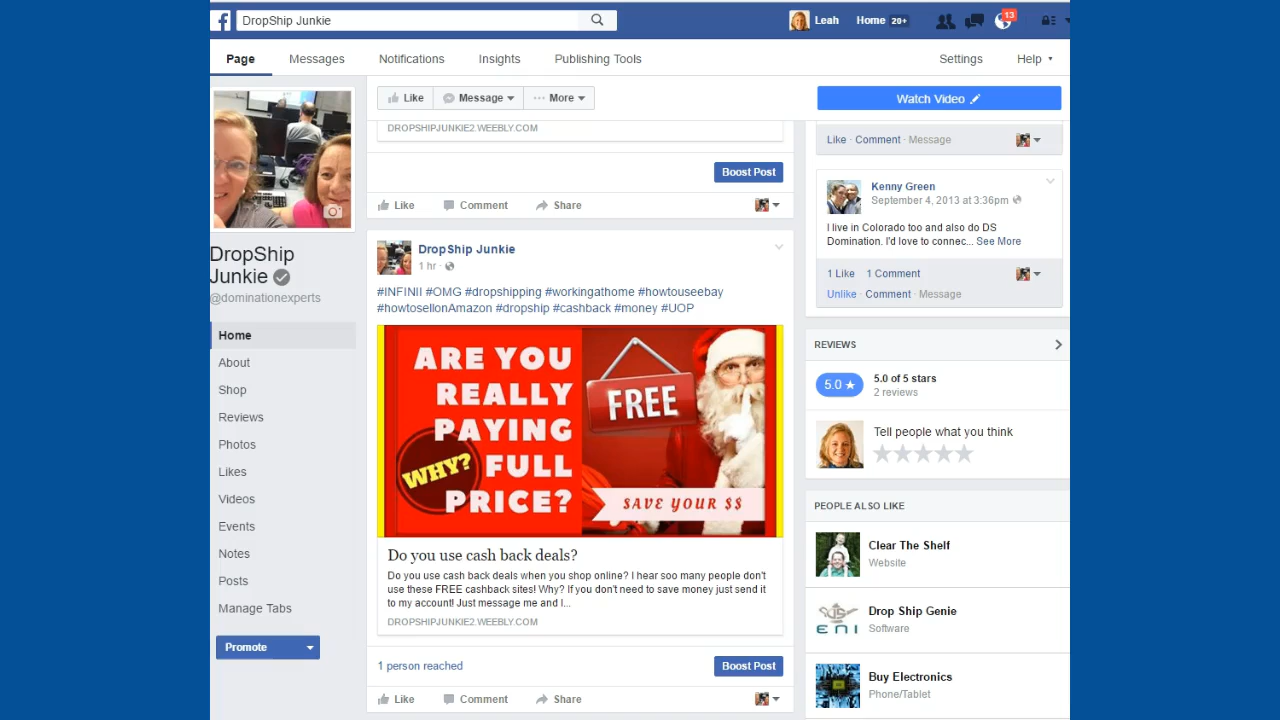 DropShip Junkie
Leah
Home 20+
13
Page
Messages
Notifications
Insights
Publishing Tools
Settings
Help
Like
Message
More
Watch Video
DROPSHIPJUNKIE2.WEEBLY.COM
Boost Post
Like
Comment
Share
DropShip
Junkie
@dominationexperts
Home
About
Shop
Reviews
Photos
Likes
Videos
Events
Notes
Posts
Manage Tabs
Promote
DropShip Junkie
1 hr ·
#INFINII #OMG #dropshipping #workingathome #howtouseebay
#howtosellonAmazon #dropship #cashback #money #UOP
ARE YOU
REALLY
PAYING
FULL
PRICE?
WHY?
FREE
SAVE YOUR $$
Do you use cash back deals?
Do you use cash back deals when you shop online? I hear soo many people don't
use these FREE cashback sites! Why? If you don't need to save money just send it
to my account! Just message me and I...
DROPSHIPJUNKIE2.WEEBLY.COM
1 person reached
Boost Post
Like
Comment
Share
Like · Comment · Message
Kenny Green
September 4, 2013 at 3:36pm
I live in Colorado too and also do DS
Domination. I'd love to connec... See More
1 Like 1 Comment
Unlike · Comment · Message
REVIEWS
5.0 ★
5.0 of 5 stars
2 reviews
Tell people what you think
PEOPLE ALSO LIKE
Clear The Shelf
Website
ENI
Drop Ship Genie
Software
Buy Electronics
Phone/Tablet